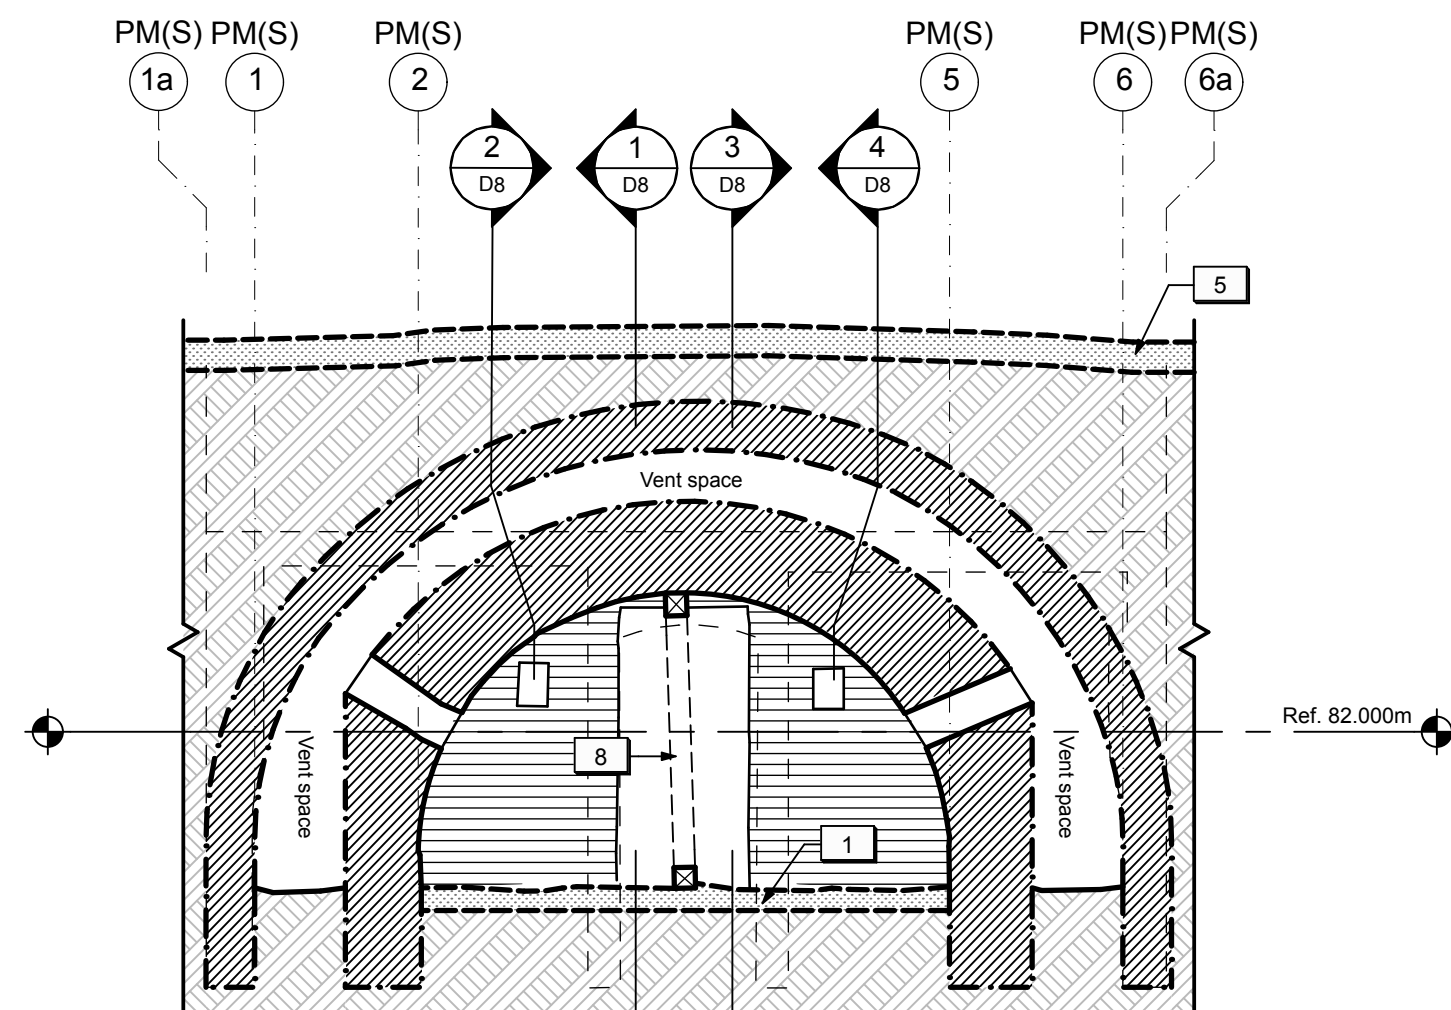 PM(S) PM(S) PM(S) PM(S) PM(S) PM(S)
1a 1 2 5 6 6a
2 1 3 4
D8 D8 D8 D8
5
Vent space
Ref. 82.000m
8
Vent space Vent space
1